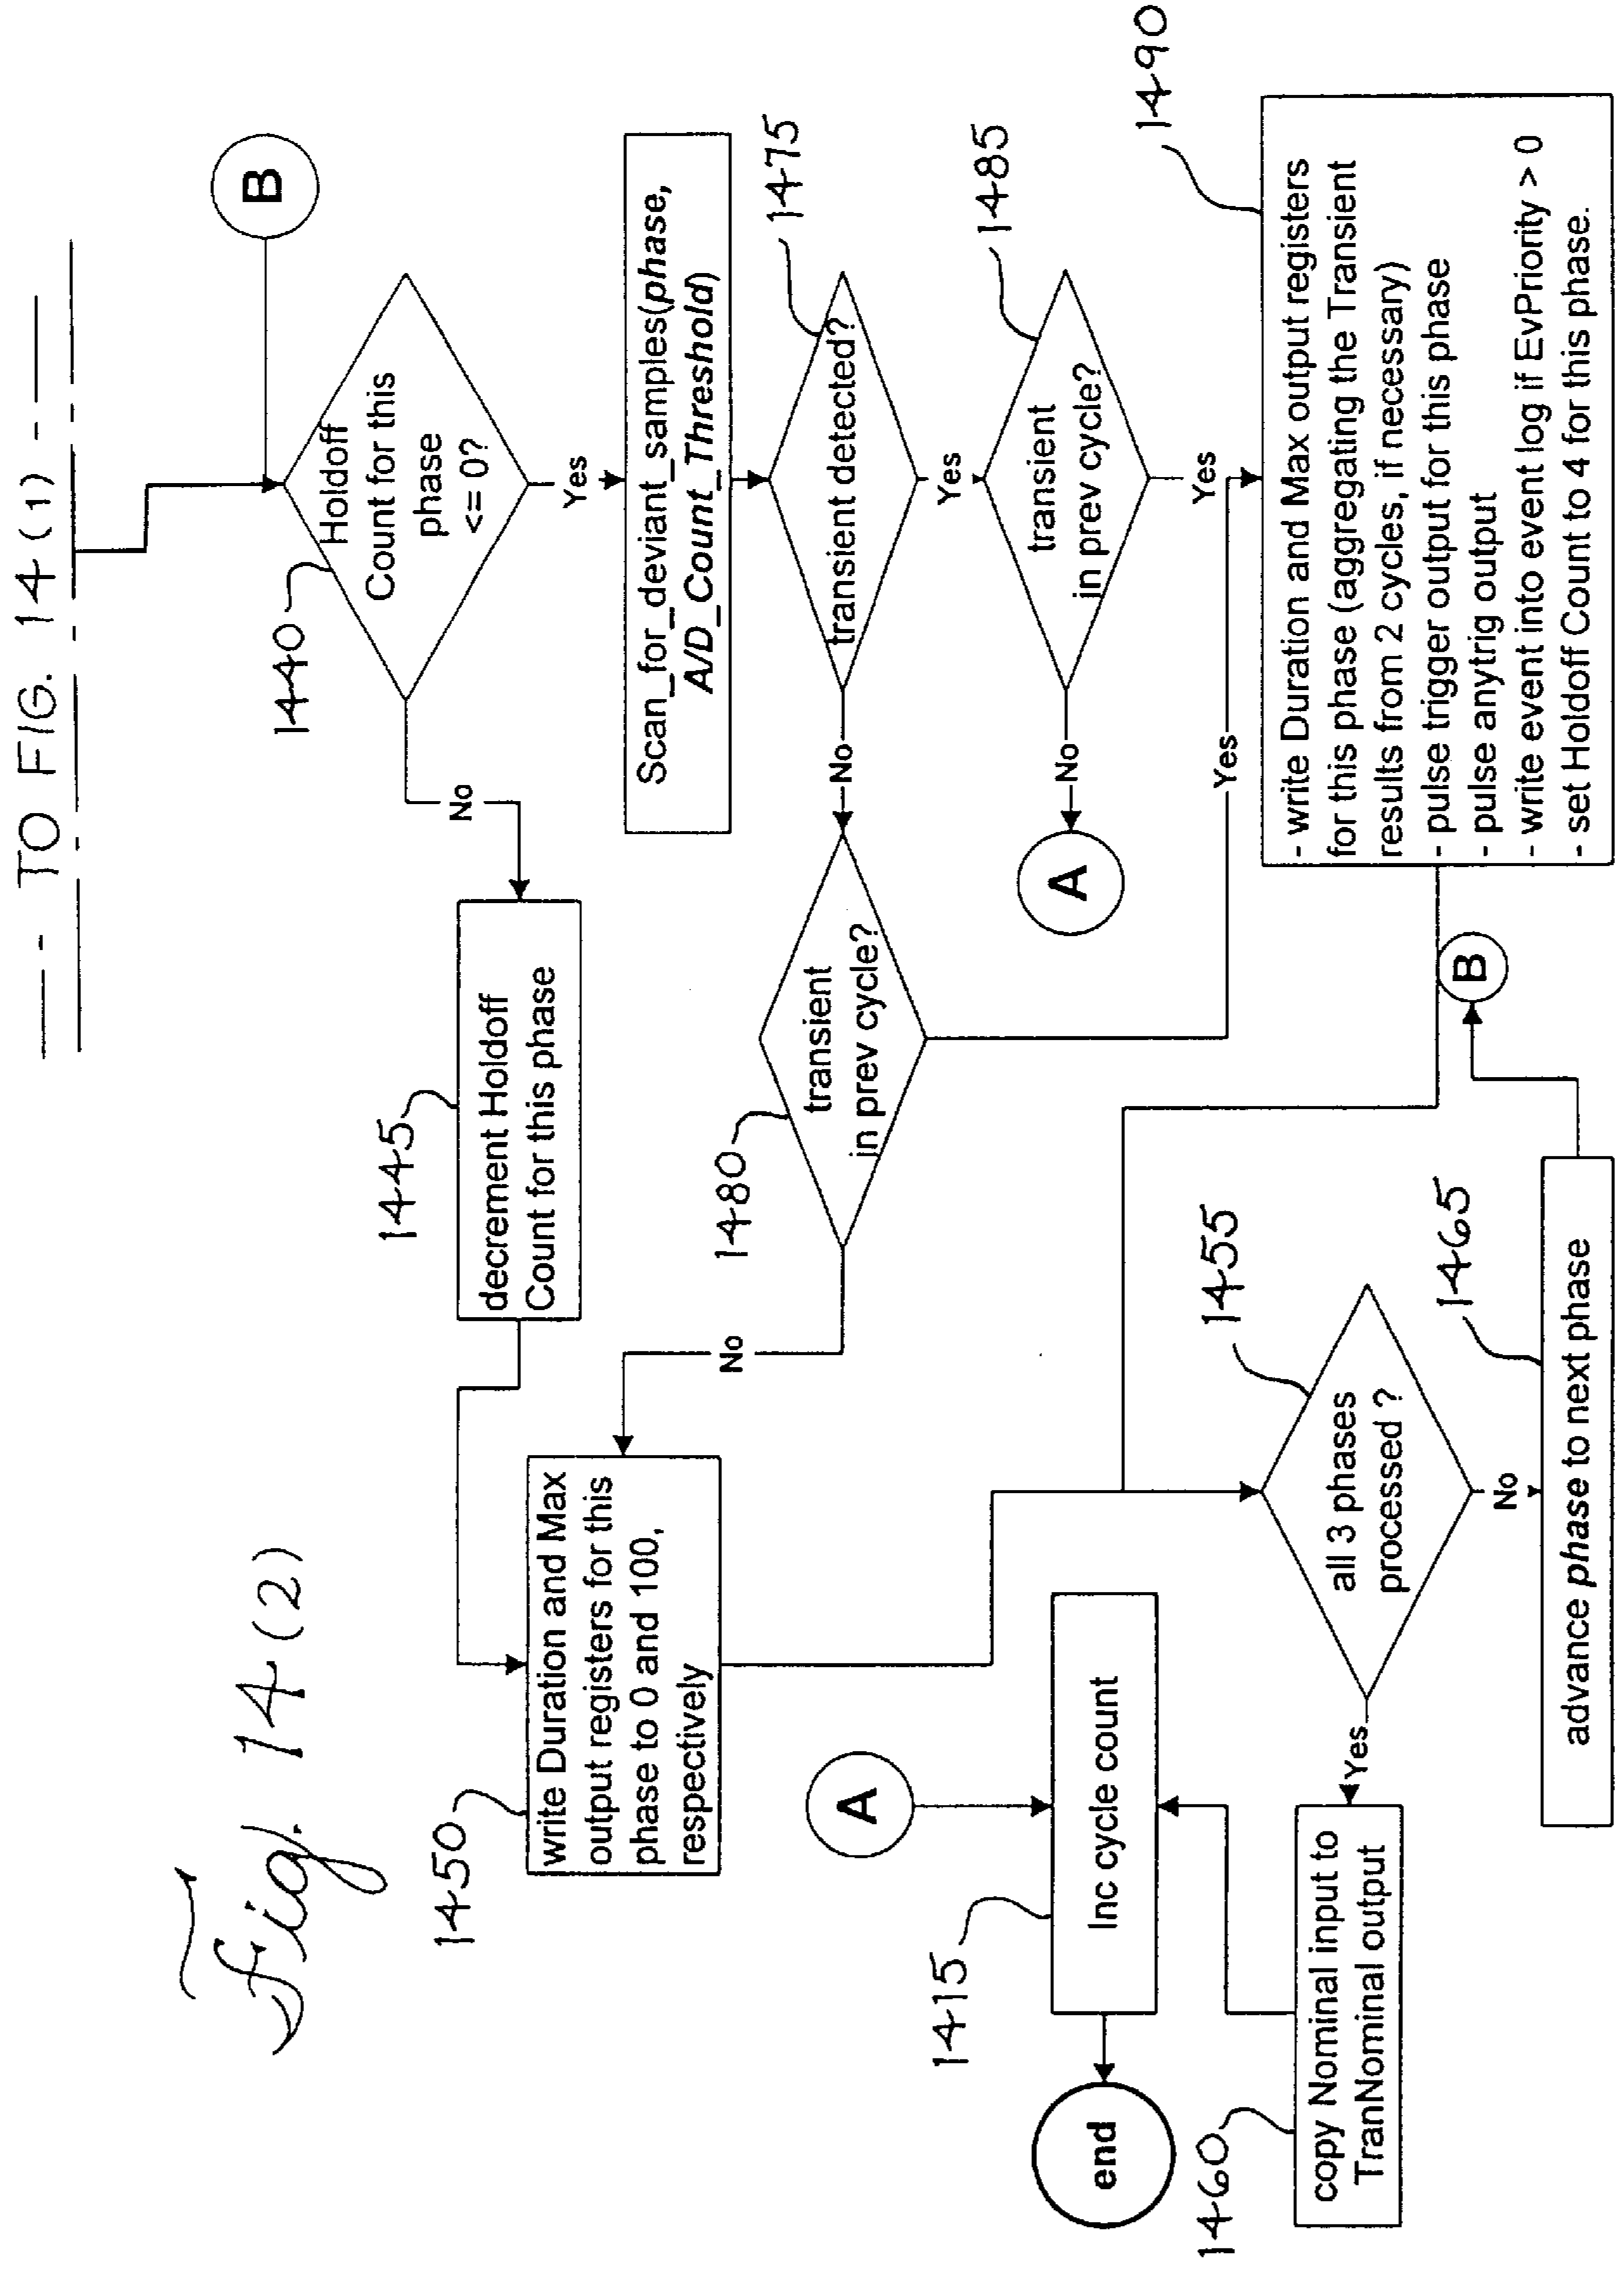 TO FIG. 14(1)
B
1440
Holdoff
Count for this
phase
<= 0?
No
Yes
1445
decrement Holdoff
Count for this phase
Scan_for_deviant_samples(phase,
A/D_Count_Threshold)
1475
transient detected?
No
Yes
1480
transient
in prev cycle?
No
Yes
1485
transient
in prev cycle?
No
Yes
A
1490
- write Duration and Max output registers
for this phase (aggregating the Transient
results from 2 cycles, if necessary)
- pulse trigger output for this phase
- pulse anytrig output
- write event into event log if EvPriority > 0
- set Holdoff Count to 4 for this phase.
1450
write Duration and Max
output registers for this
phase to 0 and 100,
respectively
A
1415
Inc cycle count
end
1455
all 3 phases
processed ?
Yes
No
1460
copy Nominal input to
TranNominal output
1465
advance phase to next phase
B
Fig. 14(2)